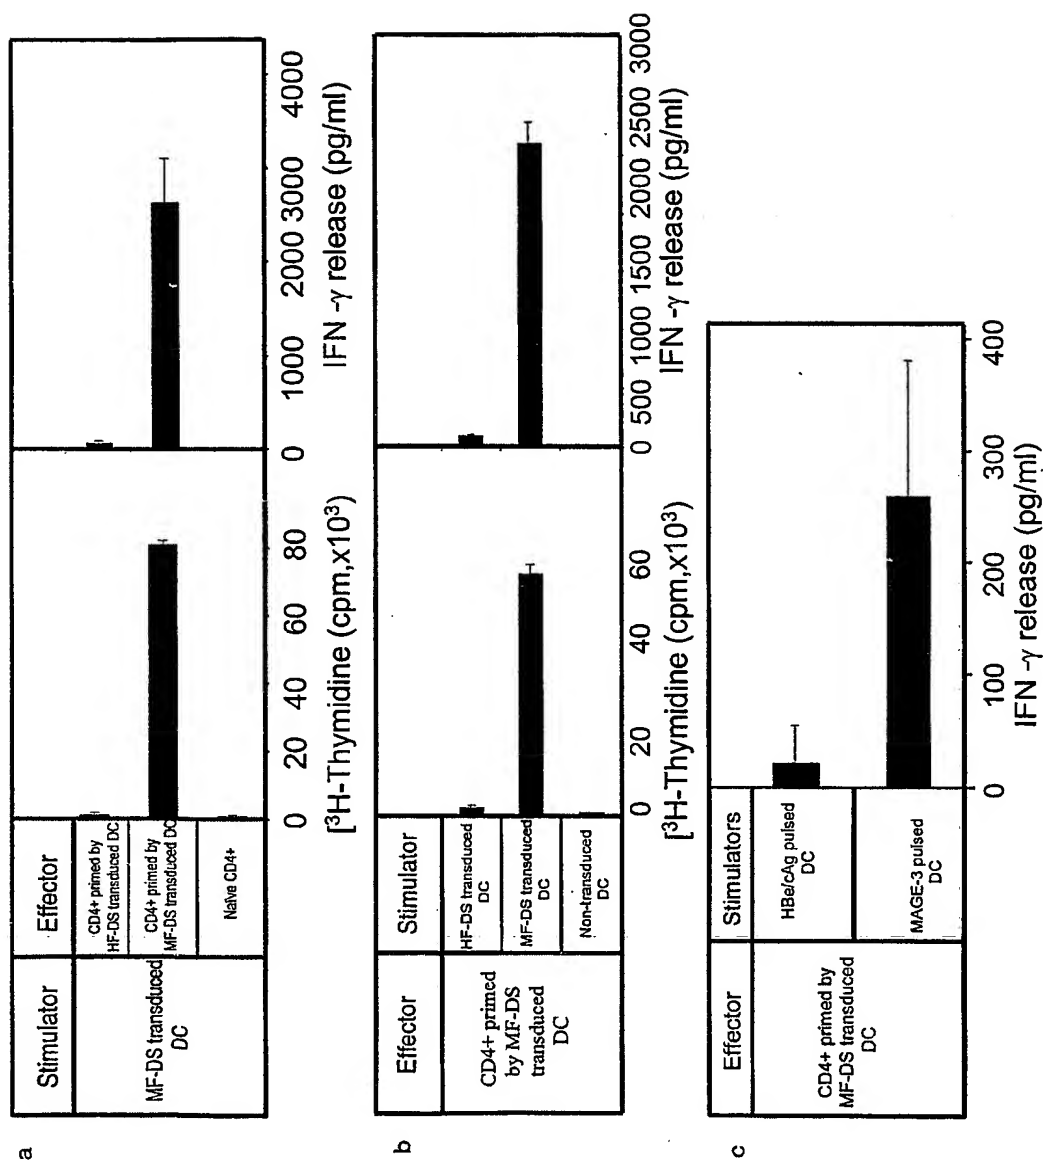 a
Stimulator
Effector
MF-DS transduced
DC
CD4+ primed by
HF-DS transduced DC
CD4+ primed by
MF-DS transduced DC
Naïve CD4+
0
20
40
60
80
[³H-Thymidine (cpm,x10³)
0
1000
2000
3000
4000
IFN -γ release (pg/ml)
b
Effector
Stimulator
CD4+ primed
by MF-DS
transduced
DC
HF-DS transduced
DC
MF-DS transduced
DC
Non-transduced
DC
0
20
40
60
[³H-Thymidine (cpm,x10³)
0
500
1000
1500
2000
2500
3000
IFN -γ release (pg/ml)
c
Effector
Stimulators
CD4+ primed by
MF-DS transduced
DC
HBe/cAg pulsed
DC
MAGE-3 pulsed
DC
0
100
200
300
400
IFN -γ release (pg/ml)